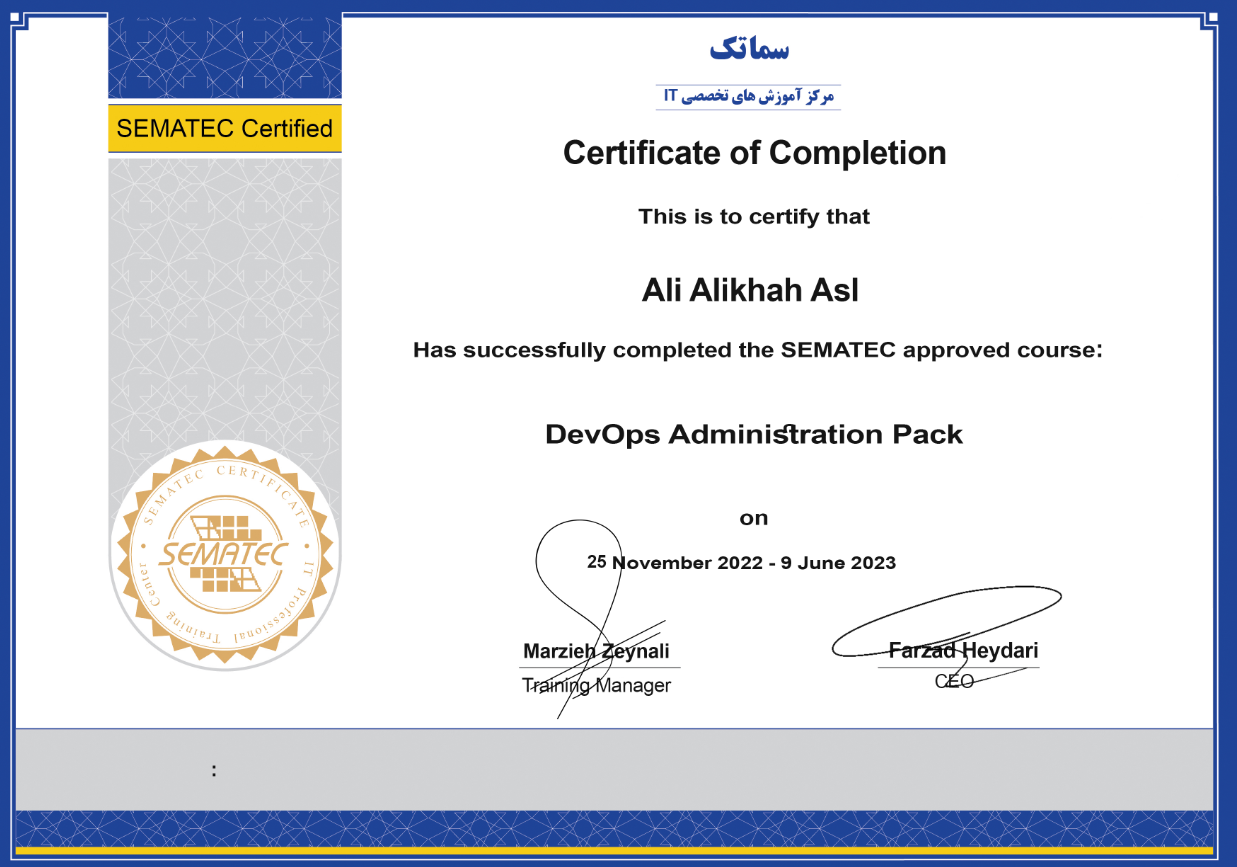 سماتک
مرکز آموزش های تخصصی IT
SEMATEC Certified
Certificate of Completion
This is to certify that
Ali Alikhah Asl
Has successfully completed the SEMATEC approved course:
DevOps Administration Pack
on
25 November 2022 - 9 June 2023
SEMATEC CERTIFICATE
SEMATEC
IT Professional Training Center
Marzieh Zeynali
Training Manager
Farzad Heydari
CEO
: